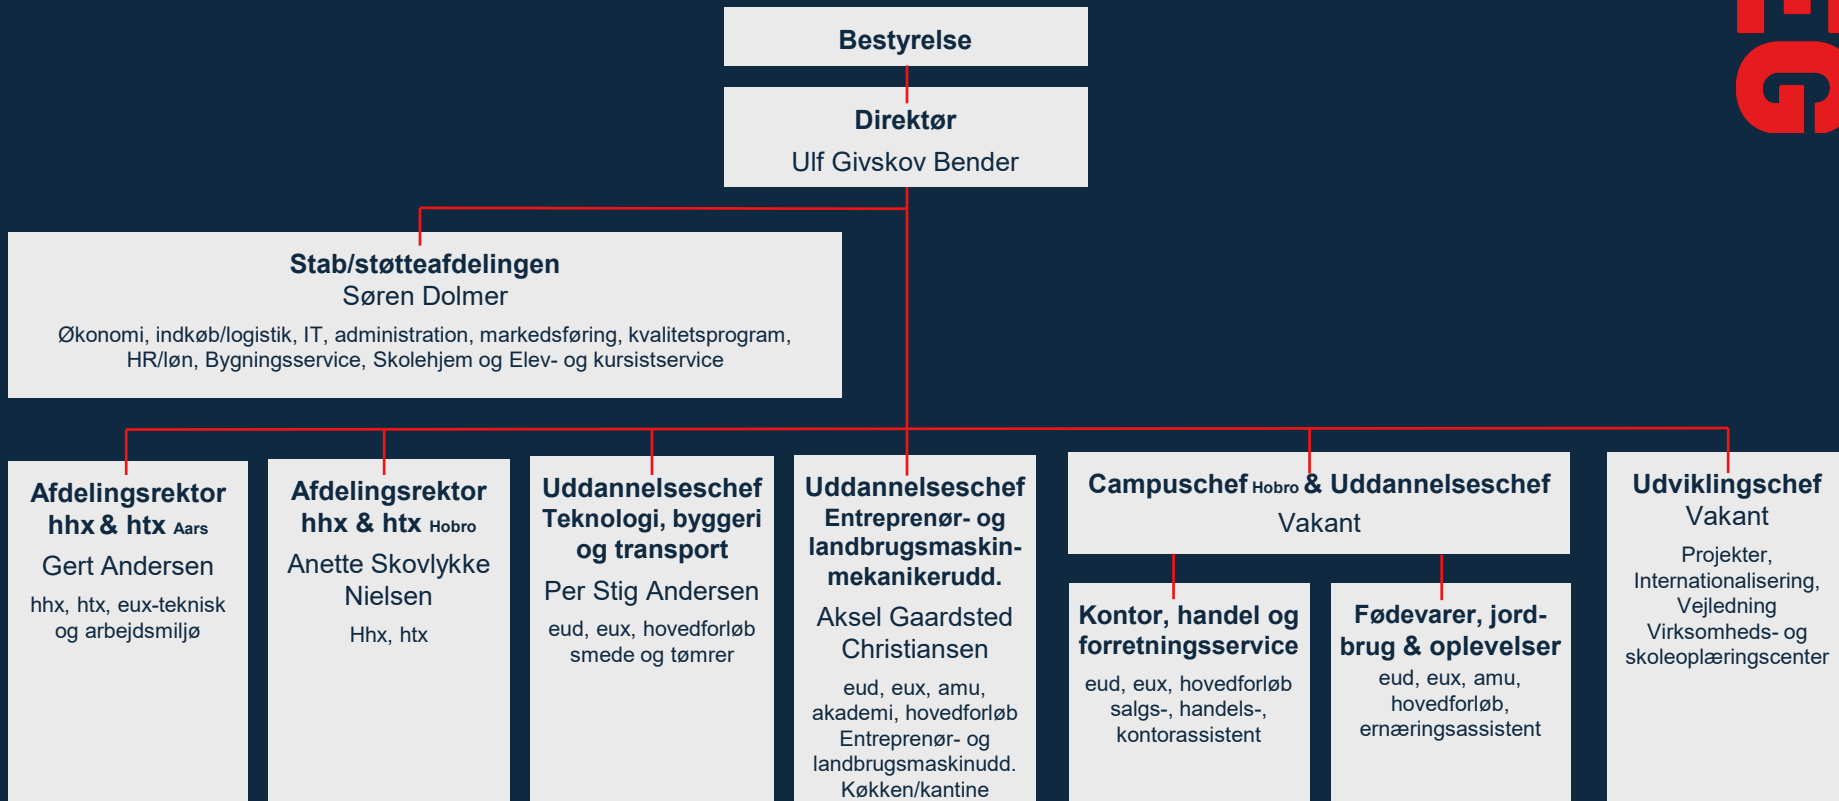 Bestyrelse
Direktør
Ulf Givskov Bender
Stab/støtteafdelingen
Søren Dolmer
Økonomi, indkøb/logistik, IT, administration, markedsføring, kvalitetsprogram,
HR/løn, Bygningsservice, Skolehjem og Elev- og kursistservice
Afdelingsrektor
hhx & htx Aars
Gert Andersen
hhx, htx, eux-teknisk
og arbejdsmiljø
Afdelingsrektor
hhx & htx Hobro
Anette Skovlykke
Nielsen
Hhx, htx
Uddannelseschef
Teknologi, byggeri
og transport
Per Stig Andersen
eud, eux, hovedforløb
smede og tømrer
Uddannelseschef
Entreprenør- og
landbrugsmaskin-
mekanikerudd.
Aksel Gaardsted
Christiansen
eud, eux, amu,
akademi, hovedforløb
Entreprenør- og
landbrugsmaskinudd.
Køkken/kantine
Campuschef Hobro & Uddannelseschef
Vakant
Kontor, handel og
forretningsservice
eud, eux, hovedforløb
salgs-, handels-,
kontorassistent
Fødevarer, jord-
brug & oplevelser
eud, eux, amu,
hovedforløb,
ernæringsassistent
Udviklingschef
Vakant
Projekter,
Internationalisering,
Vejledning
Virksomheds- og
skoleoplæringscenter